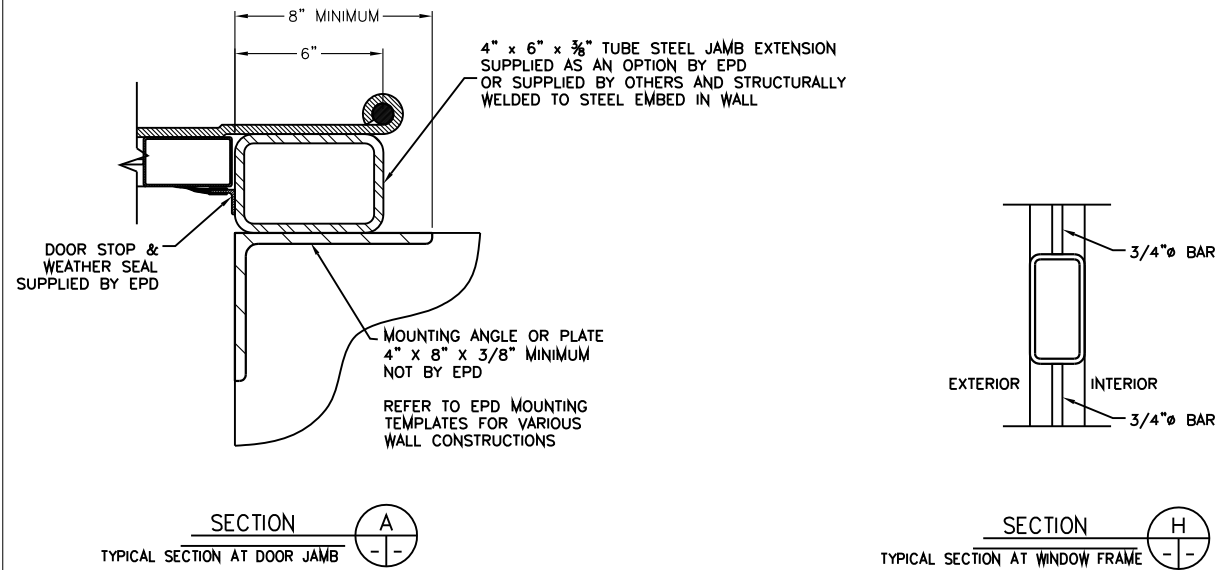 8" MINIMUM
6"
4" x 6" x ⅜" TUBE STEEL JAMB EXTENSION
SUPPLIED AS AN OPTION BY EPD
OR SUPPLIED BY OTHERS AND STRUCTURALLY
WELDED TO STEEL EMBED IN WALL
DOOR STOP &
WEATHER SEAL
SUPPLIED BY EPD
MOUNTING ANGLE OR PLATE
4" X 8" X 3/8" MINIMUM
NOT BY EPD
REFER TO EPD MOUNTING
TEMPLATES FOR VARIOUS
WALL CONSTRUCTIONS
SECTION
A
TYPICAL SECTION AT DOOR JAMB
- -
3/4"ø BAR
EXTERIOR
INTERIOR
3/4"ø BAR
SECTION
H
TYPICAL SECTION AT WINDOW FRAME
- -